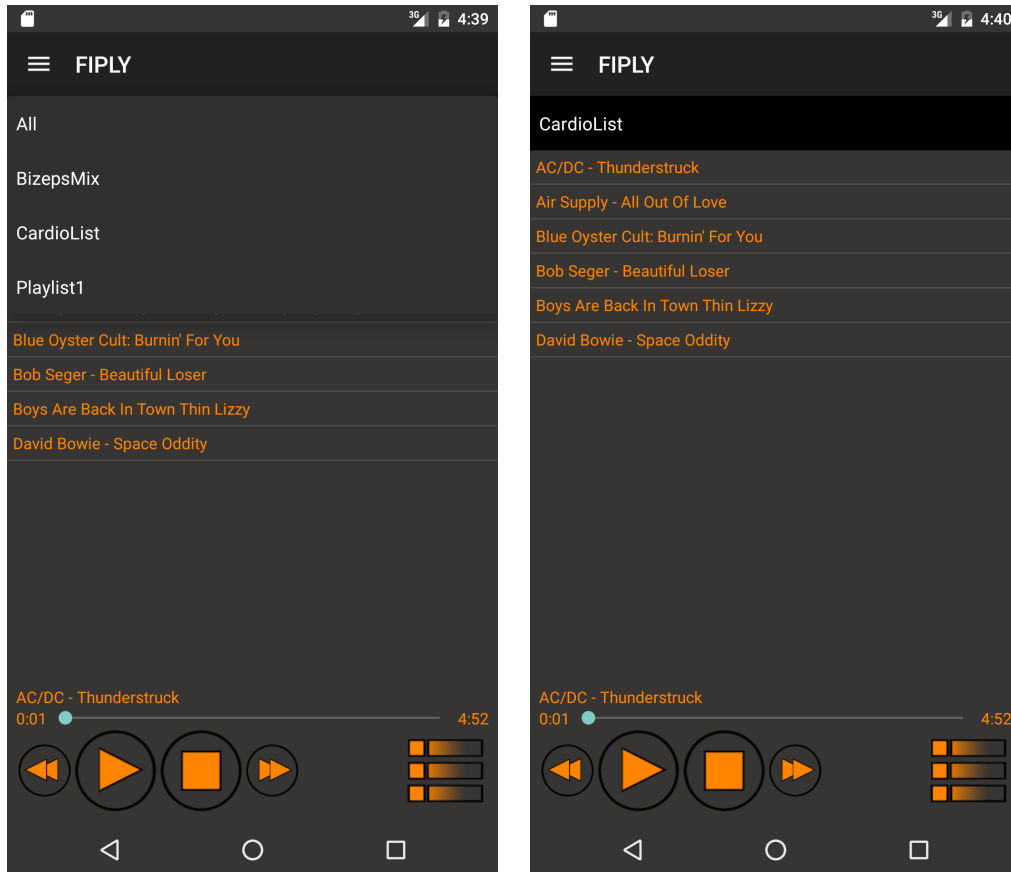 3G 4:39
FIPLY
All
BizepsMix
CardioList
Playlist1
Blue Oyster Cult: Burnin' For You
Bob Seger - Beautiful Loser
Boys Are Back In Town Thin Lizzy
David Bowie - Space Oddity
AC/DC - Thunderstruck
0:01 4:52
3G 4:40
FIPLY
CardioList
AC/DC - Thunderstruck
Air Supply - All Out Of Love
Blue Oyster Cult: Burnin' For You
Bob Seger - Beautiful Loser
Boys Are Back In Town Thin Lizzy
David Bowie - Space Oddity
AC/DC - Thunderstruck
0:01 4:52